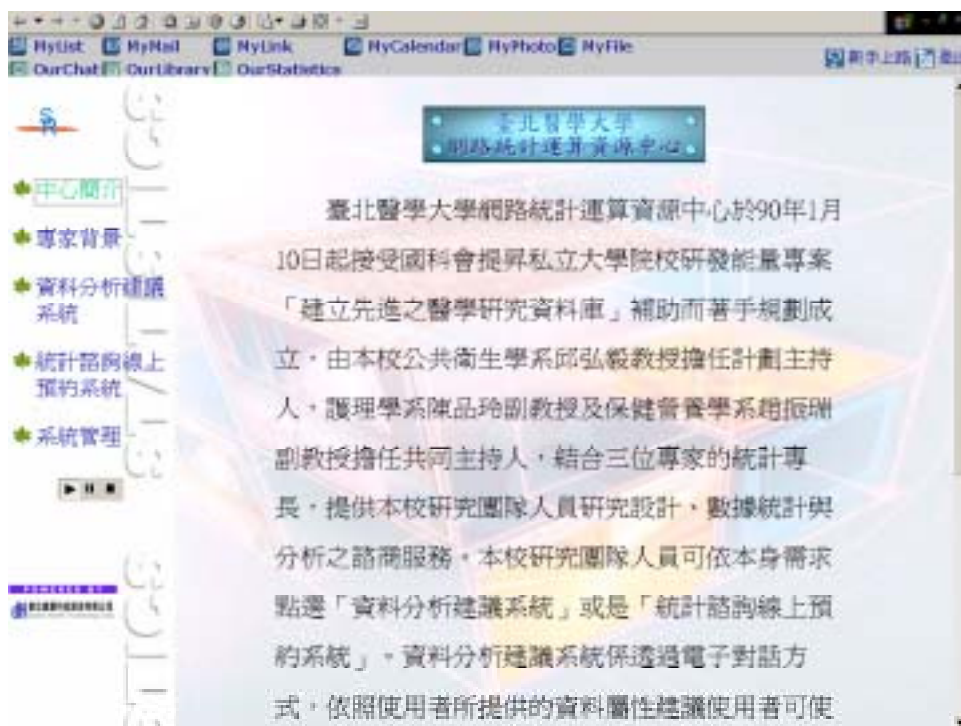 MyList MyMail MyLink MyCalendar MyPhoto MyFile
OurChat OurLibrary OurStatistics
新手上路
臺北醫學大學
網路統計運算資源中心
中心簡介
專家背景
資料分析建議
系統
統計諮詢線上
預約系統
系統管理
臺北醫學大學網路統計運算資源中心於90年1月
10日起接受國科會提昇私立大學院校研發能量專案
「建立先進之醫學研究資料庫」補助而著手規劃成
立,由本校公共衛生學系邱弘毅教授擔任計劃主持
人,護理學系陳品玲副教授及保健營養學系趙振瑞
副教授擔任共同主持人,結合三位專家的統計專
長,提供本校研究團隊人員研究設計、數據統計與
分析之諮商服務。本校研究團隊人員可依本身需求
點選「資料分析建議系統」或是「統計諮詢線上預
約系統」。資料分析建議系統係透過電子對話方
式,依照使用者所提供的資料屬性建議使用者可使
POWERED BY